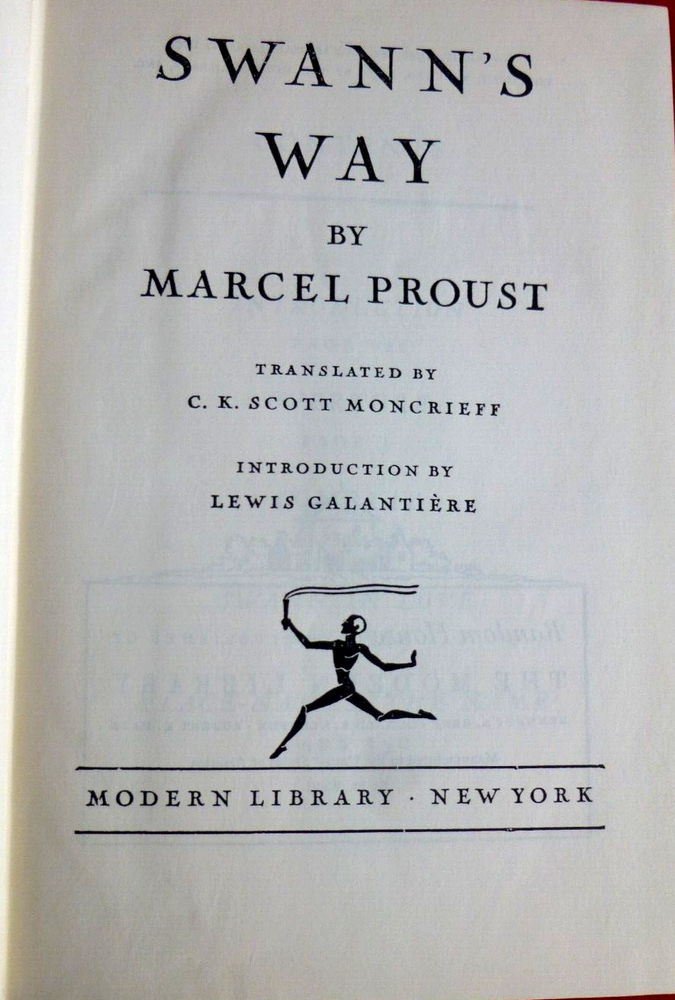 SWANN'S
WAY
BY
MARCEL PROUST
TRANSLATED BY
C. K. SCOTT MONCRIEFF
INTRODUCTION BY
LEWIS GALANTIÈRE
MODERN LIBRARY · NEW YORK